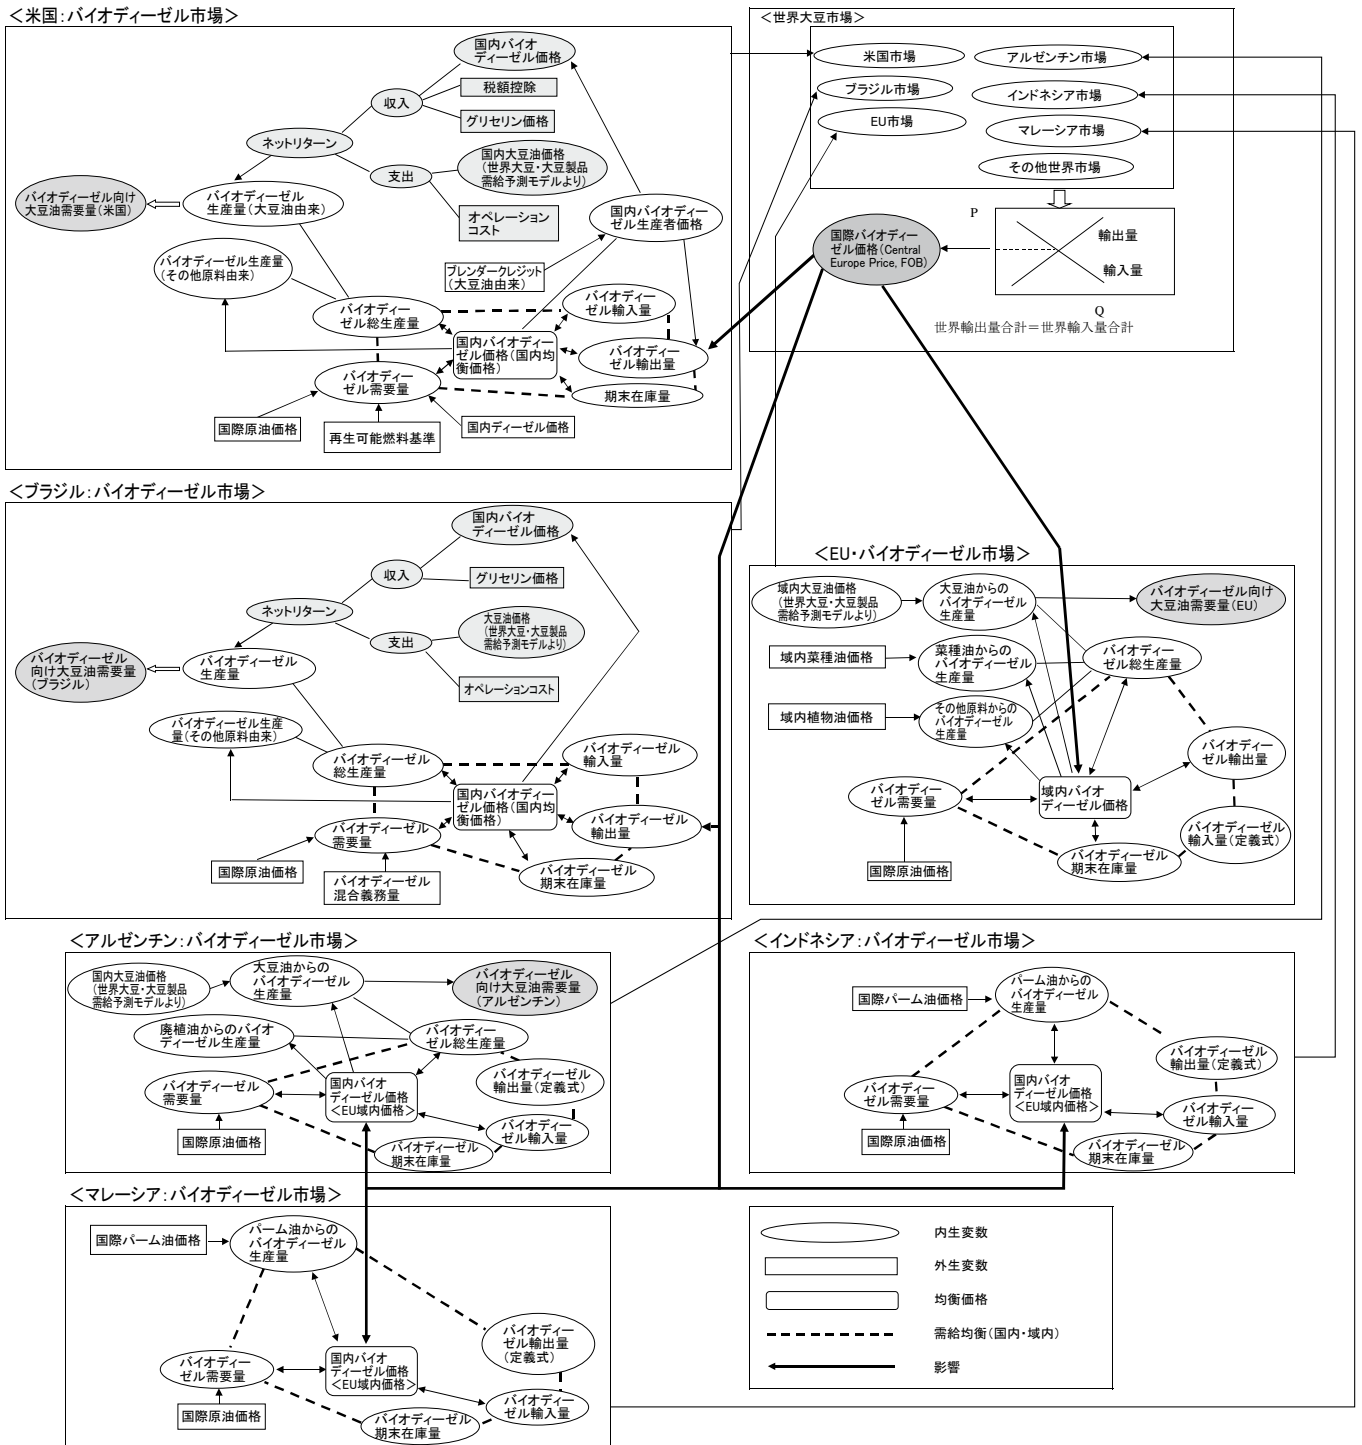 ＜米国：バイオディーゼル市場＞
国内バイオ
ディーゼル価格
税額控除
収入
グリセリン価格
ネットリターン
国内大豆油価格
（世界大豆・大豆製品
需給予測モデルより）
支出
バイオディーゼル向け
大豆油需要量（米国）
バイオディーゼル
生産量（大豆油由来）
オペレーション
コスト
国内バイオディー
ゼル生産者価格
バイオディーゼル生産量
（その他原料由来）
ブレンダークレジット
（大豆油由来）
バイオディー
ゼル総生産量
バイオディー
ゼル輸入量
国内バイオディー
ゼル価格（国内均
衡価格）
バイオディーゼル
ゼル輸出量
バイオディー
ゼル需要量
期末在庫量
国際原油価格
再生可能燃料基準
国内ディーゼル価格
＜世界大豆市場＞
米国市場
アルゼンチン市場
ブラジル市場
インドネシア市場
EU市場
マレーシア市場
その他世界市場
P
国際バイオディー
ゼル価格（Central
Europe Price, FOB）
輸出量
輸入量
Q
世界輸出量合計＝世界輸入量合計
＜ブラジル：バイオディーゼル市場＞
国内バイオ
ディーゼル価格
収入
グリセリン価格
ネットリターン
大豆油価格
（世界大豆・大豆製品
需給予測モデルより）
支出
バイオディーゼル
向け大豆油需要量
（ブラジル）
バイオディーゼル
生産量
オペレーションコスト
バイオディーゼル生産
量（その他原料由来）
バイオディーゼル
総生産量
バイオディーゼル
輸入量
国内バイオディー
ゼル価格（国内均
衡価格）
バイオディーゼル
輸出量
バイオディーゼル
需要量
バイオディーゼル
期末在庫量
国際原油価格
バイオディーゼル
混合義務量
＜EU・バイオディーゼル市場＞
域内大豆油価格
（世界大豆・大豆製品
需給予測モデルより）
大豆油からの
バイオディーゼル
生産量
バイオディーゼル向け
大豆油需要量（EU）
域内菜種油価格
菜種油からの
バイオディーゼル
生産量
バイオディー
ゼル総生産量
域内植物油価格
その他原料からの
バイオディーゼル
生産量
バイオディー
ゼル輸出量
バイオディー
ゼル需要量
域内バイオ
ディーゼル価格
バイオディーゼル
輸入量（定義式）
バイオディーゼル
期末在庫量
国際原油価格
＜アルゼンチン：バイオディーゼル市場＞
国内大豆油価格
（世界大豆・大豆製品
需給予測モデルより）
大豆油からの
バイオディーゼル
生産量
バイオディーゼル
向け大豆油需要量
（アルゼンチン）
廃植油からのバイオ
ディーゼル生産量
バイオディー
ゼル総生産量
バイオディーゼル
需要量
国内バイオ
ディーゼル価格
＜EU域内価格＞
バイオディーゼル
輸出量（定義式）
国際原油価格
バイオディー
ゼル輸入量
バイオディーゼル
期末在庫量
＜インドネシア：バイオディーゼル市場＞
国際パーム油価格
パーム油からの
バイオディーゼル
生産量
バイオディーゼル
輸出量（定義式）
バイオディー
ゼル需要量
国内バイオ
ディーゼル価格
＜EU域内価格＞
バイオディー
ゼル輸入量
国際原油価格
バイオディーゼル
期末在庫量
＜マレーシア：バイオディーゼル市場＞
国際パーム油価格
パーム油からの
バイオディーゼル
生産量
バイオディー
ゼル輸出量
（定義式）
バイオディー
ゼル需要量
国内バイオ
ディーゼル価格
＜EU域内価格＞
バイオディー
ゼル輸入量
国際原油価格
バイオディーゼル
期末在庫量
内生変数
外生変数
均衡価格
需給均衡（国内・域内）
影響